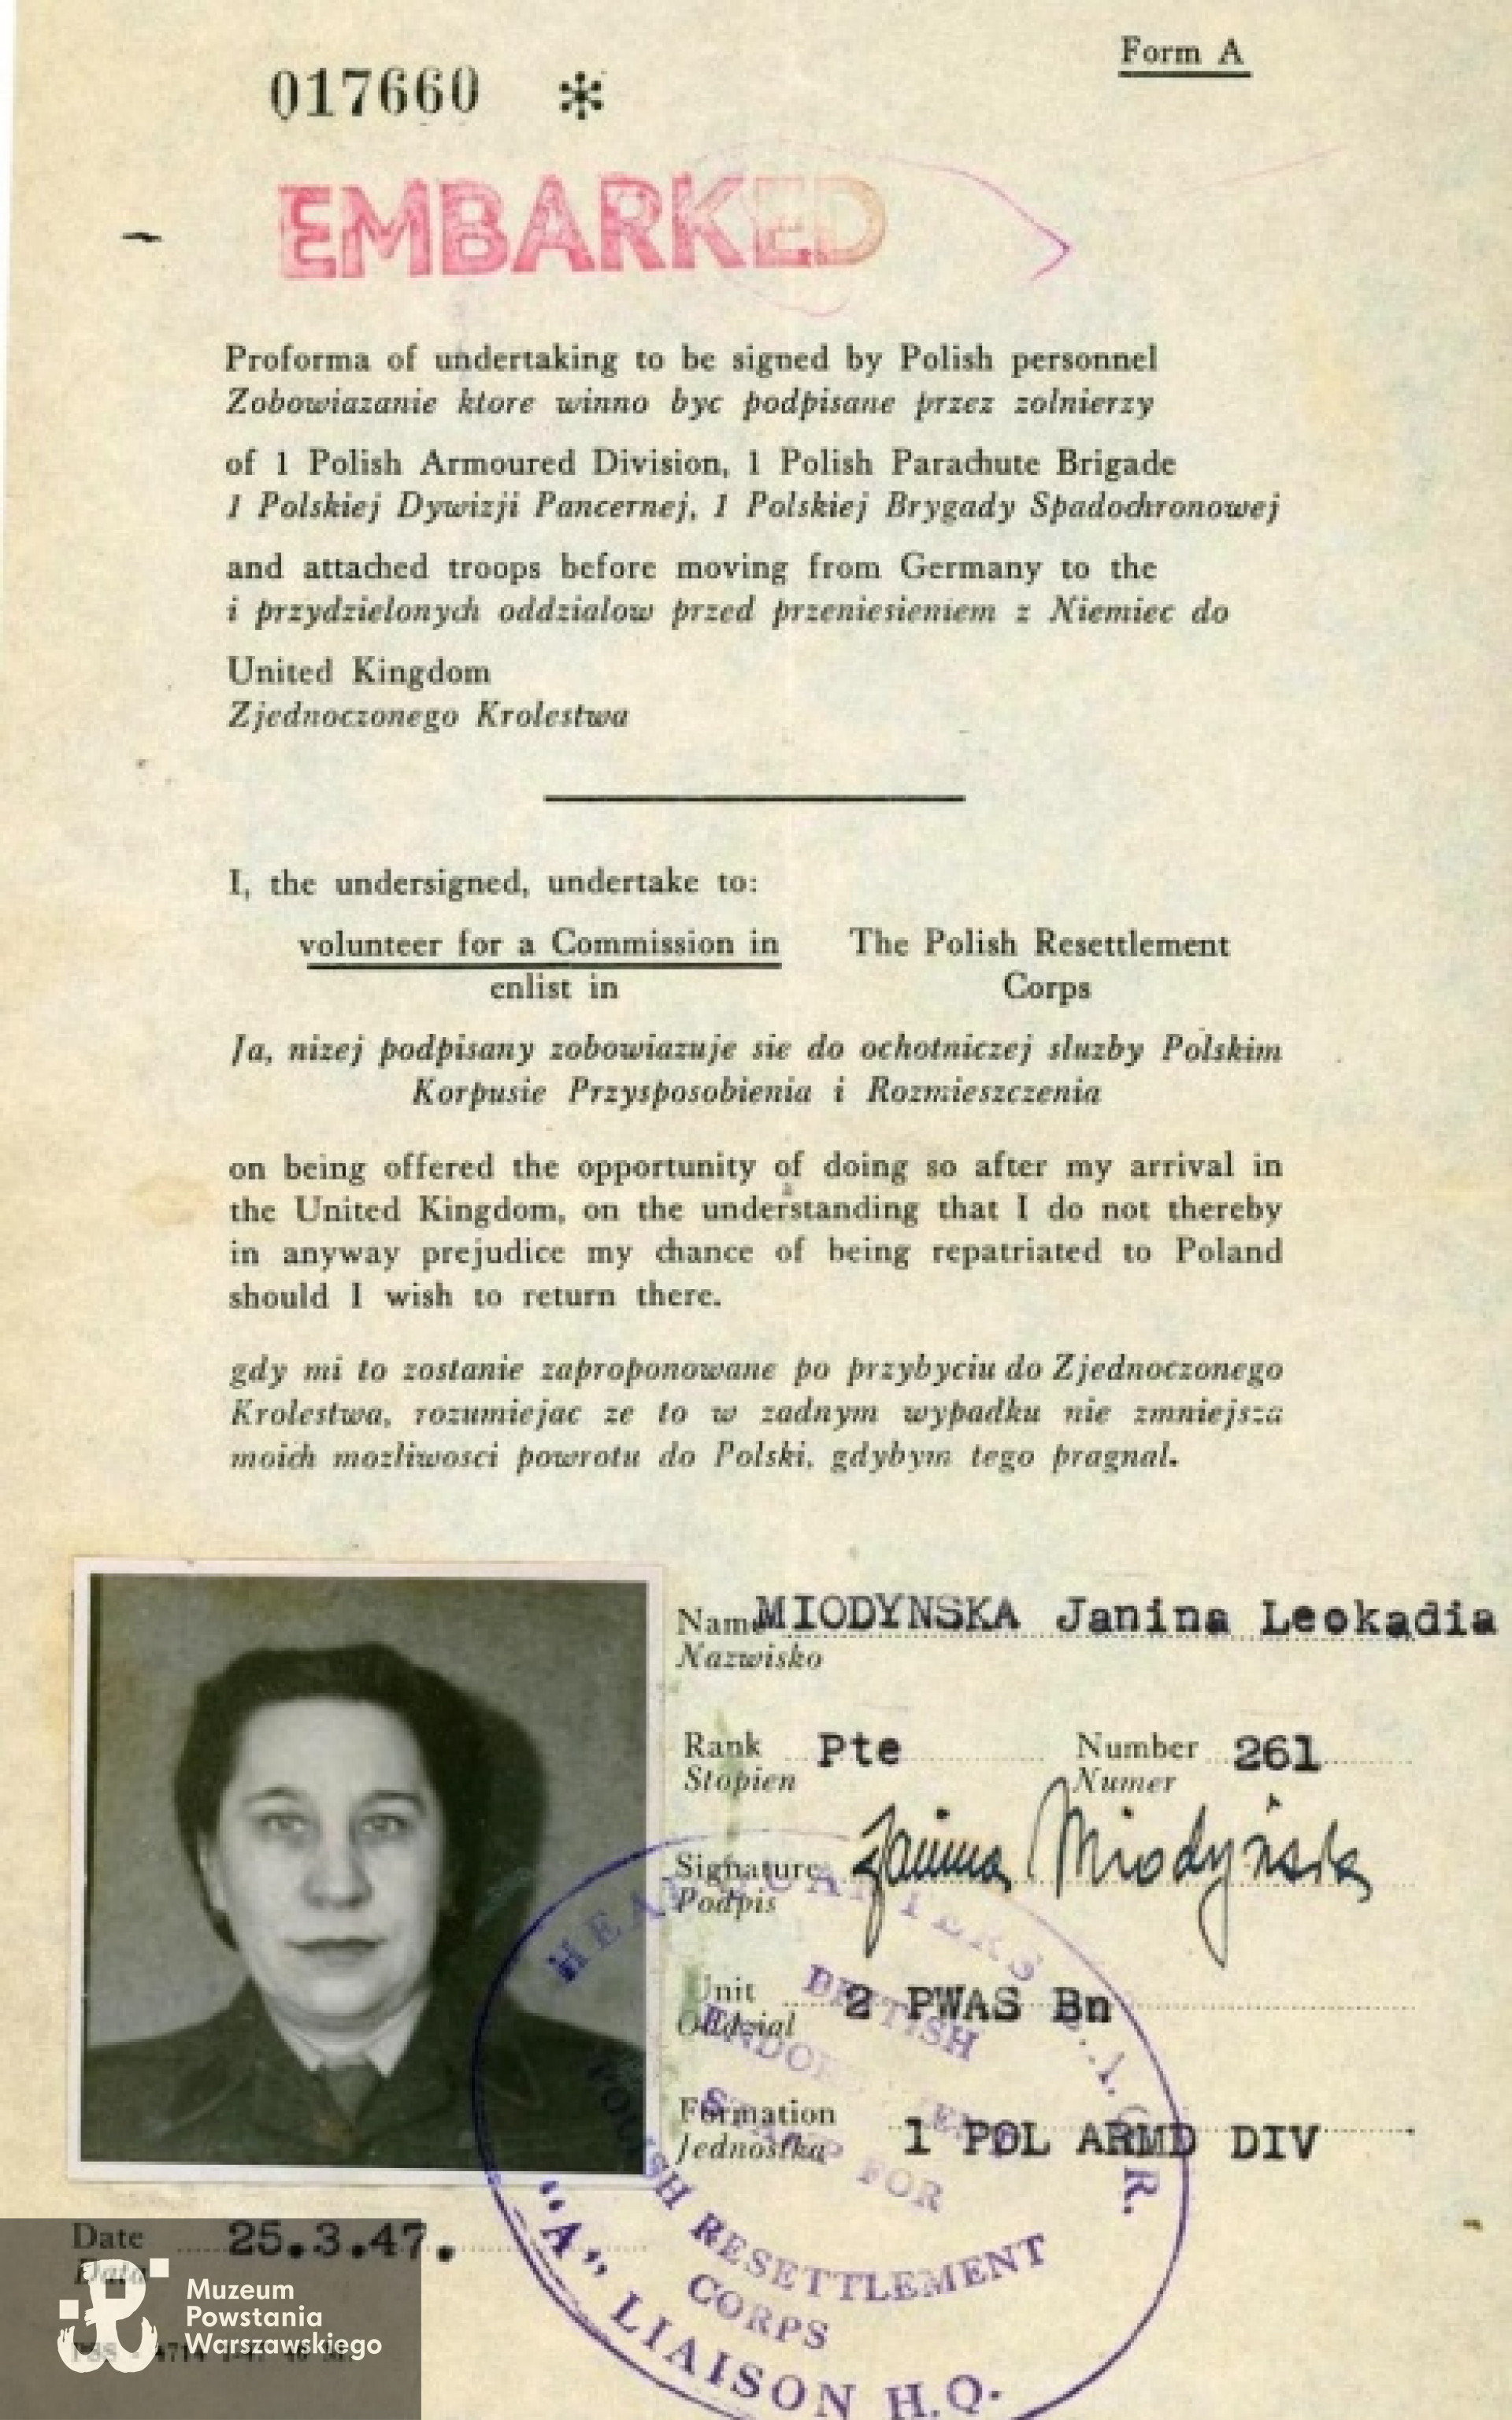 Form A
017660 *
EMBARKED
Proforma of undertaking to be signed by Polish personnel
Zobowiazanie ktore winno byc podpisane przez zolnierzy
of 1 Polish Armoured Division, 1 Polish Parachute Brigade
1 Polskiej Dywizji Pancernej, 1 Polskiej Brygady Spadochronowej
and attached troops before moving from Germany to the
i przydzielonych oddzialow przed przeniesieniem z Niemiec do
United Kingdom
Zjednoczonego Krolestwa
I, the undersigned, undertake to:
volunteer for a Commission in The Polish Resettlement
enlist in Corps
Ja, nizej podpisany zobowiazuje sie do ochotniczej sluzby Polskim
Korpusie Przysposobienia i Rozmieszczenia
on being offered the opportunity of doing so after my arrival in
the United Kingdom, on the understanding that I do not thereby
in anyway prejudice my chance of being repatriated to Poland
should I wish to return there.
gdy mi to zostanie zaproponowane po przybyciu do Zjednoczonego
Krolestwa, rozumiejac ze to w zadnym wypadku nie zmniejsza
moich mozliwosci powrotu do Polski, gdybym tego pragnal.
Name MIODYNSKA Janina Leokadia
Nazwisko
Rank Pte Number 261
Stopien Numer
Signature Janina Miodyńska
Podpis
Unit 2 PWAS Bn
Oddzial
Formation 1 POL ARMD DIV
Jednostka
HEADQUARTERS
BRITISH
FOR
POLISH RESETTLEMENT
CORPS
"A" LIAISON H.Q.
Date 25.3.47.
Data
Muzeum
Powstania
Warszawskiego